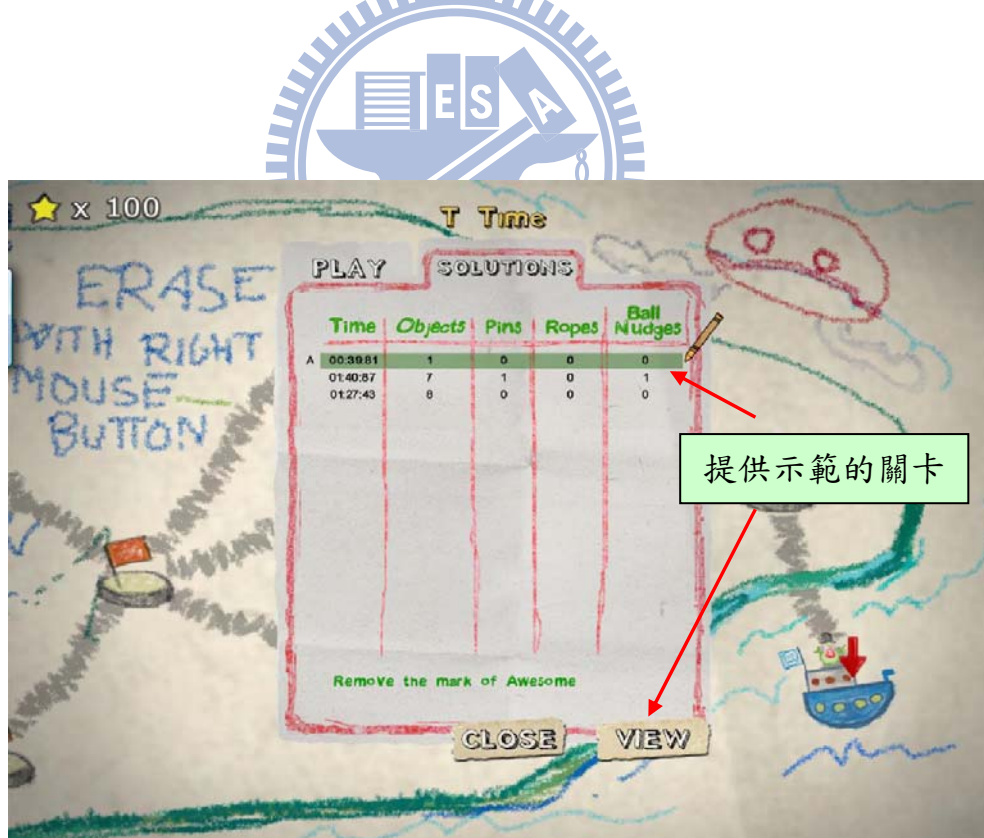 E S A
x 100
T Time
PLAY
SOLUTIONS
ERASE
WITH RIGHT
MOUSE
BUTTON
Time Objects Pins Ropes Ball Nudges
A 00:39:81 1 0 0 0
01:40:87 7 1 0 1
01:27:43 8 0 0 0
提供示範的關卡
Remove the mark of Awesome
CLOSE
VIEW